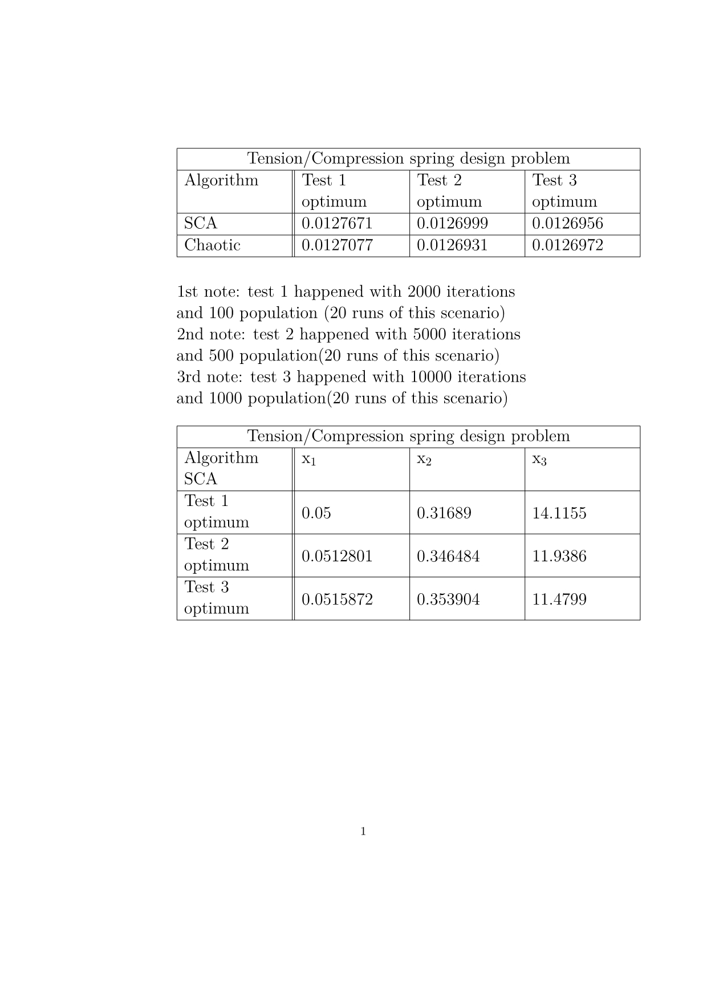 Tension/Compression spring design problem
Algorithm Test 1 optimum Test 2 optimum Test 3 optimum
SCA 0.0127671 0.0126999 0.0126956
Chaotic 0.0127077 0.0126931 0.0126972
1st note: test 1 happened with 2000 iterations
and 100 population (20 runs of this scenario)
2nd note: test 2 happened with 5000 iterations
and 500 population(20 runs of this scenario)
3rd note: test 3 happened with 10000 iterations
and 1000 population(20 runs of this scenario)
Tension/Compression spring design problem
Algorithm SCA x₁ x₂ x₃
Test 1 optimum 0.05 0.31689 14.1155
Test 2 optimum 0.0512801 0.346484 11.9386
Test 3 optimum 0.0515872 0.353904 11.4799
1